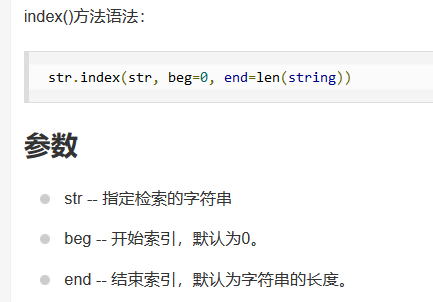 index()方法语法：
str.index(str, beg=0, end=len(string))
参数
str -- 指定检索的字符串
beg -- 开始索引，默认为0。
end -- 结束索引，默认为字符串的长度。